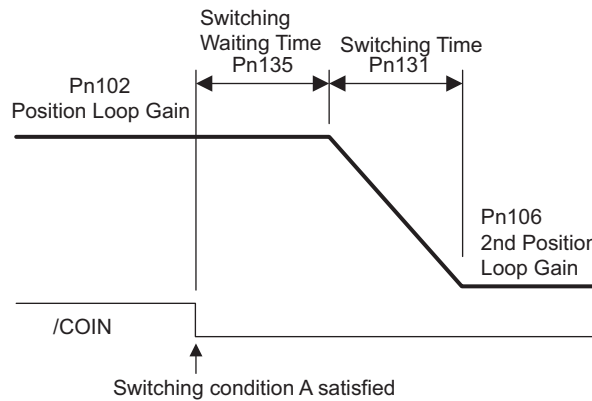 Switching
Waiting Time
Pn135
Switching Time
Pn131
Pn102
Position Loop Gain
Pn106
2nd Position
Loop Gain
/COIN
Switching condition A satisfied